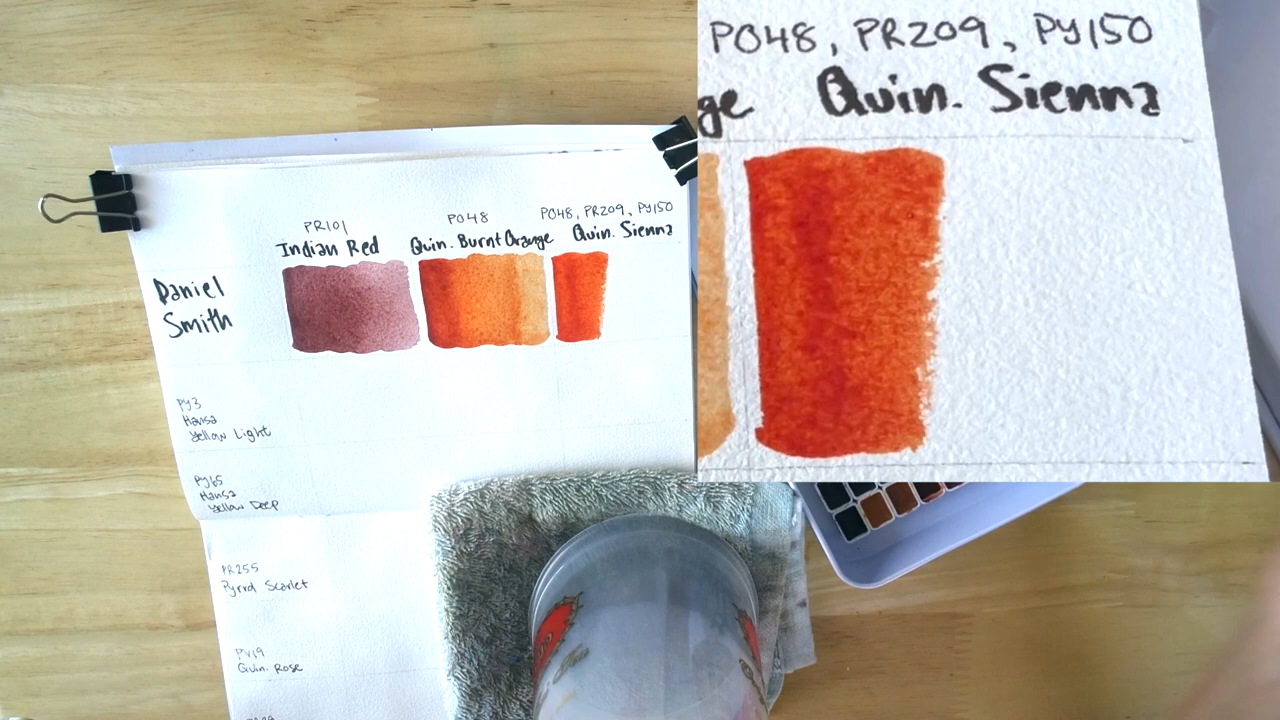 PO48, PR209, PY150
Quin. Sienna
PR101
Indian Red
PO48
Quin. Burnt Orange
PO48, PR209, PY150
Quin. Sienna
Daniel
Smith
PY3
Hansa
Yellow Light
PY65
Hansa
Yellow Deep
PR255
Pyrrol Scarlet
PV19
Quin. Rose